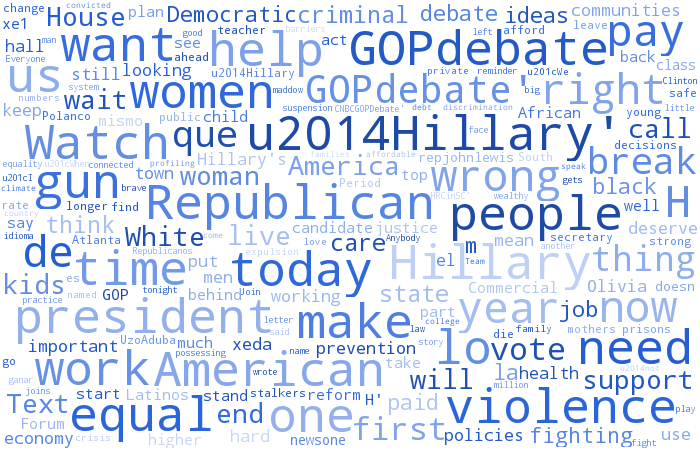 change convicted teacher Democratic criminal debate ideas communities
xe1 House plan man good ahead left afford barriers leave pay
hall want see act help GOPdebate back class
Everyone still looking u2014Hillary private reminder u201cWe Clinton
us wait women maddow GOPdebate' big right safe
numbers system suspension CNBCGOPdebate' debt discrimination African young little
keep Polanco mismo public child face call
Watch que u2014Hillary' decisions
equality u201cWhen connected profiling Hillary's families affordable repjohnlewis South break
u201cI gun town woman America top wrong speak gets
climate brave Period HRCinSC' wealthy black well H
rate longer find Republican candidate justice people deserve
country say think Atlanta White love live care Anybody mean secretary strong
idioma de Republicanos come expulsion m el Team another thing
kids es time put men today Hillary Commercial Olivia doesn
practice named GOP tonight Join behind working state year job now
president letter said make part mothers prisons
important UzoAduba much xeda name prevention law college die family
go work possessing American wrote take story lo vote need
ganar start Latinos stand stalkers reform H' will la health u2014not support
joins Text equal end one paid million violence play
Forum first policies fighting use
economy crisis higher hard newsone fight